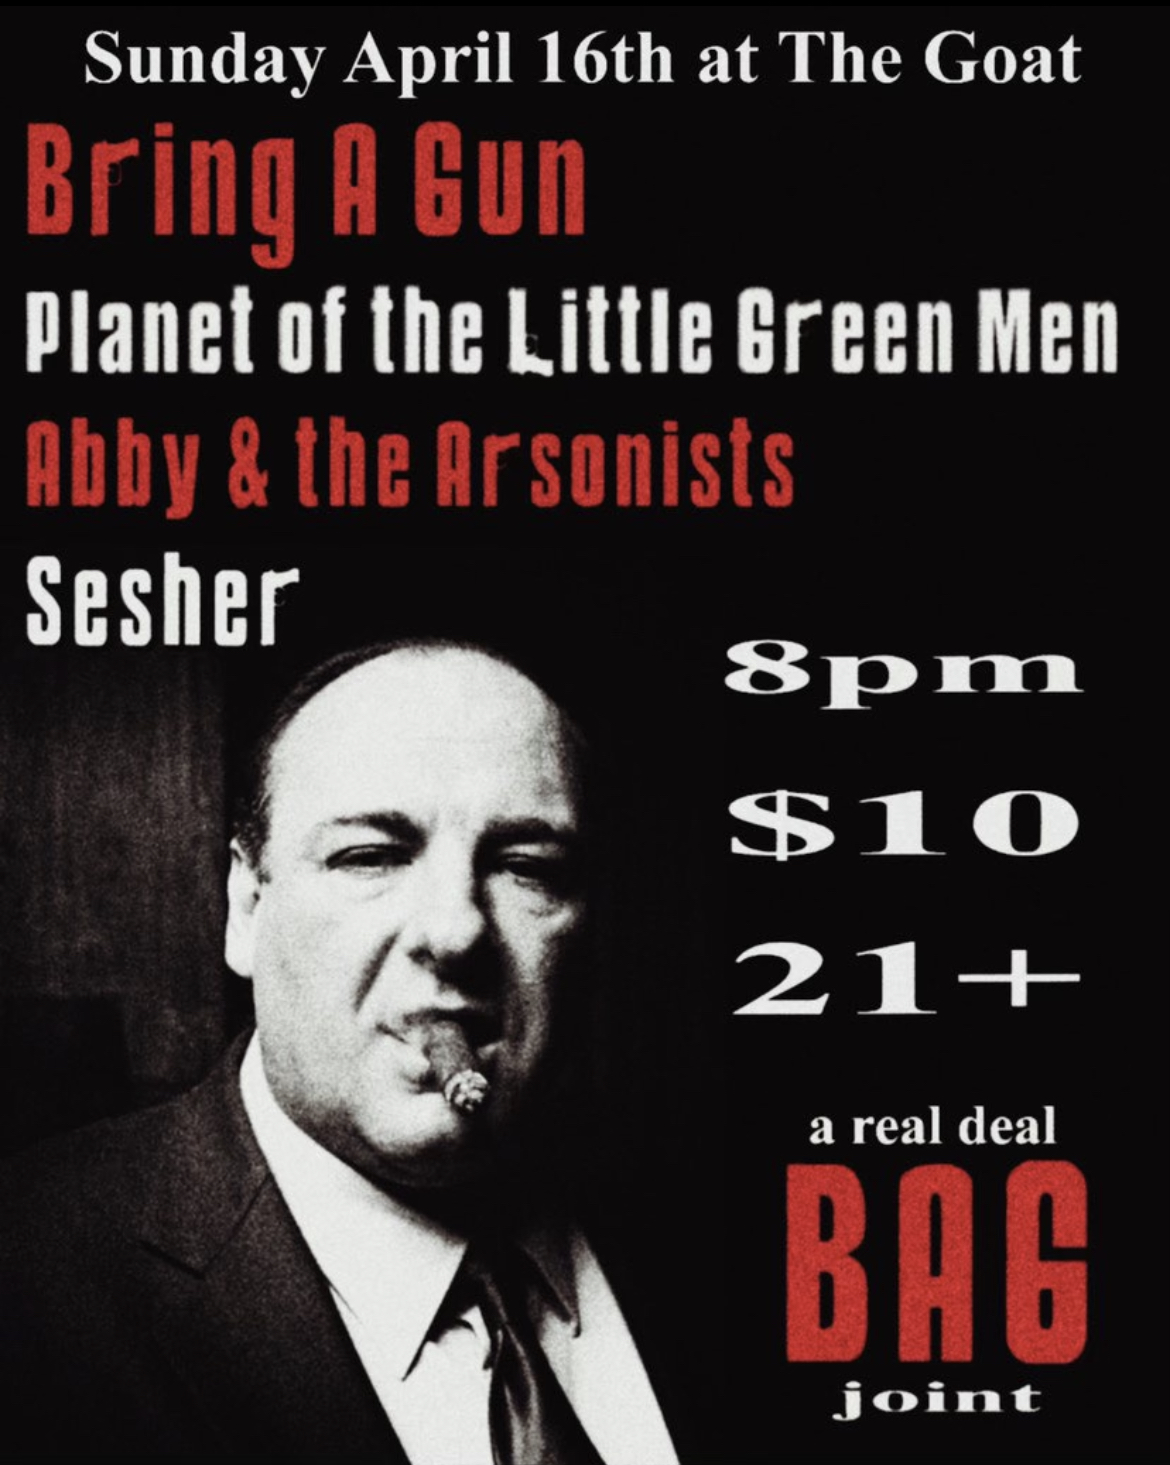 Sunday April 16th at The Goat
Bring A Gun
Planet of the Little Green Men
Abby & the Arsonists
Sesher
8pm
$10
21+
a real deal
BAG
joint